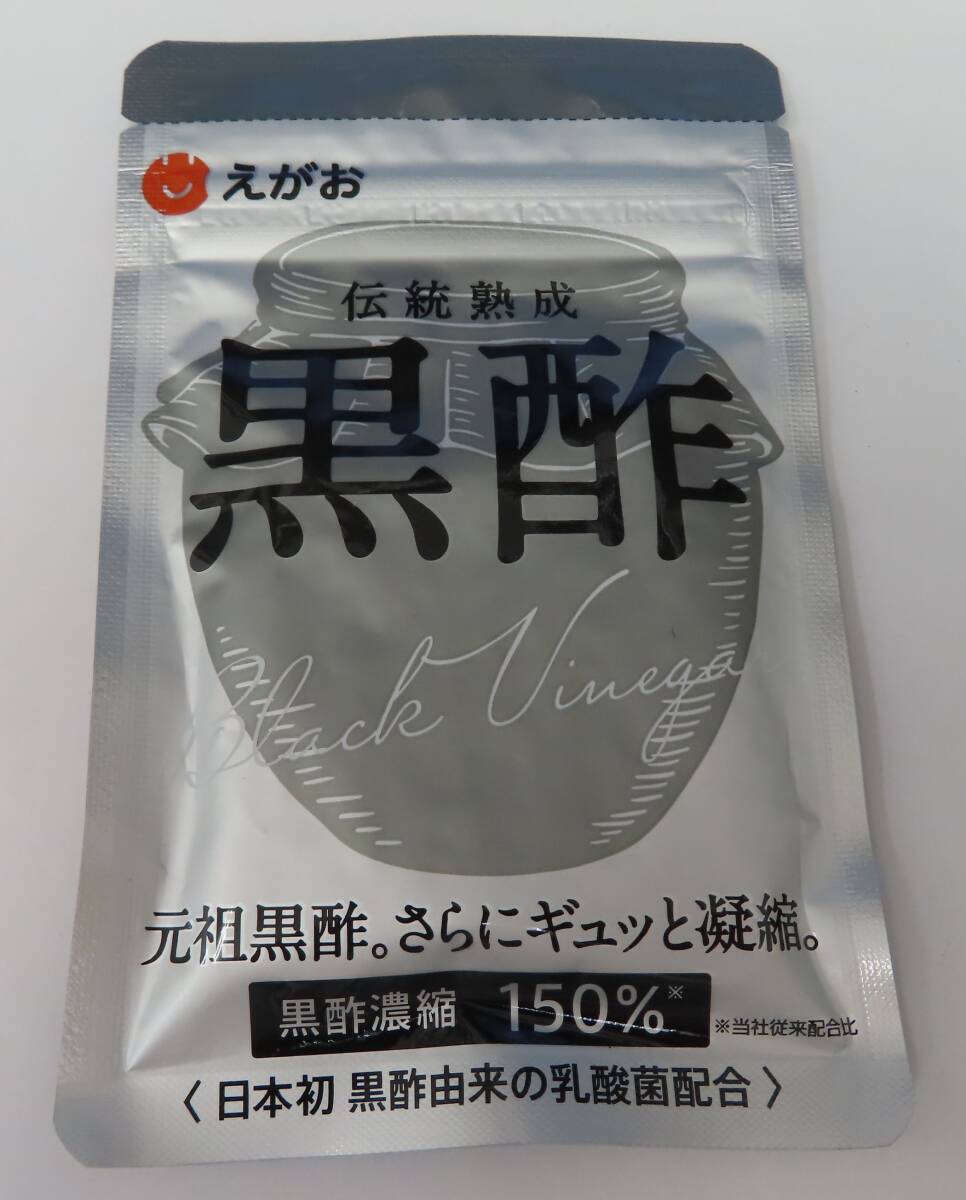 えがお
伝統熟成
黒酢
Black Vinegar
元祖黒酢。さらにギュッと凝縮。
黒酢濃縮 150%※
※当社従来配合比
〈 日本初 黒酢由来の乳酸菌配合 〉